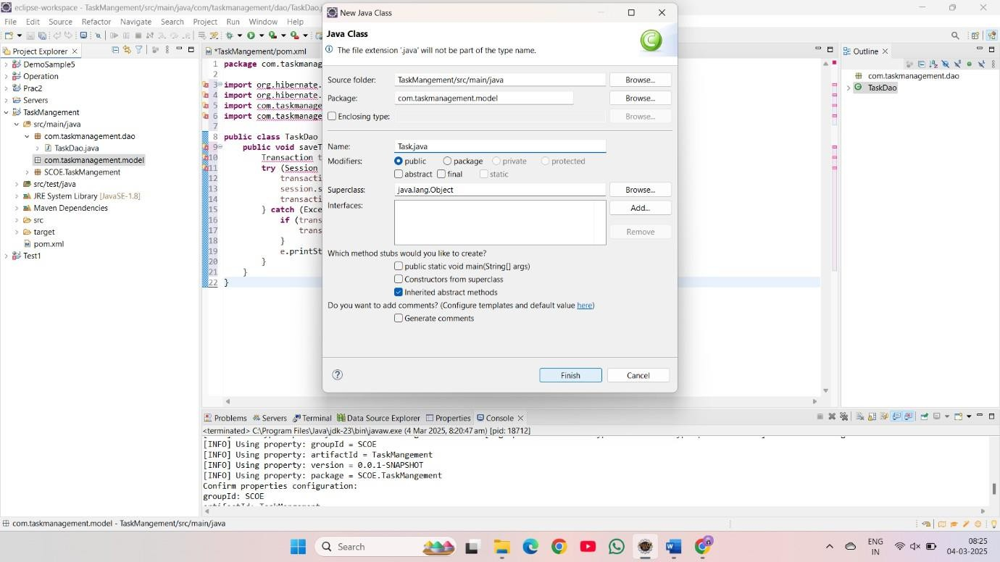 eclipse-workspace - TaskMangement/src/main/java/com/taskmanagement/dao/TaskDao.j
File Edit Source Refactor Navigate Search Project Run Window Help
Project Explorer
DemoSample5
Operation
Prac2
Servers
TaskMangement
src/main/java
com.taskmanagement.dao
TaskDao.java
com.taskmanagement.model
SCOE.TaskMangement
src/test/java
JRE System Library [JavaSE-1.8]
Maven Dependencies
src
target
pom.xml
Test1
*TaskMangement/pom.xml
1 package com.taskmanag
2
3 import org.hibernate.
4 import org.hibernate.
5 import com.taskmanage
6 import com.taskmanage
7
8 public class TaskDao
9 public void saveT
10 Transaction t
11 try (Session
12 transacti
13 session.s
14 transacti
15 } catch (Exce
16 if (trans
17 trans
18 }
19 e.printSt
20 }
21 }
22 }
New Java Class
Java Class
The file extension '.java' will not be part of the type name.
Source folder: TaskMangement/src/main/java Browse...
Package: com.taskmanagement.model Browse...
Enclosing type: Browse...
Name: Task.java
Modifiers: public package private protected
abstract final static
Superclass: java.lang.Object Browse...
Interfaces: Add...
Remove
Which method stubs would you like to create?
public static void main(String[] args)
Constructors from superclass
Inherited abstract methods
Do you want to add comments? (Configure templates and default value here)
Generate comments
? Finish Cancel
Outline
com.taskmanagement.dao
TaskDao
Problems Servers Terminal Data Source Explorer Properties Console
<terminated> C:\Program Files\Java\jdk-23\bin\javaw.exe (4 Mar 2025, 8:20:47 am) [pid: 18712]
[INFO] Using property: groupId = SCOE
[INFO] Using property: artifactId = TaskMangement
[INFO] Using property: version = 0.0.1-SNAPSHOT
[INFO] Using property: package = SCOE.TaskMangement
Confirm properties configuration:
groupId: SCOE
com.taskmanagement.model - TaskMangement/src/main/java
Search
ENG
IN
08:25
04-03-2025